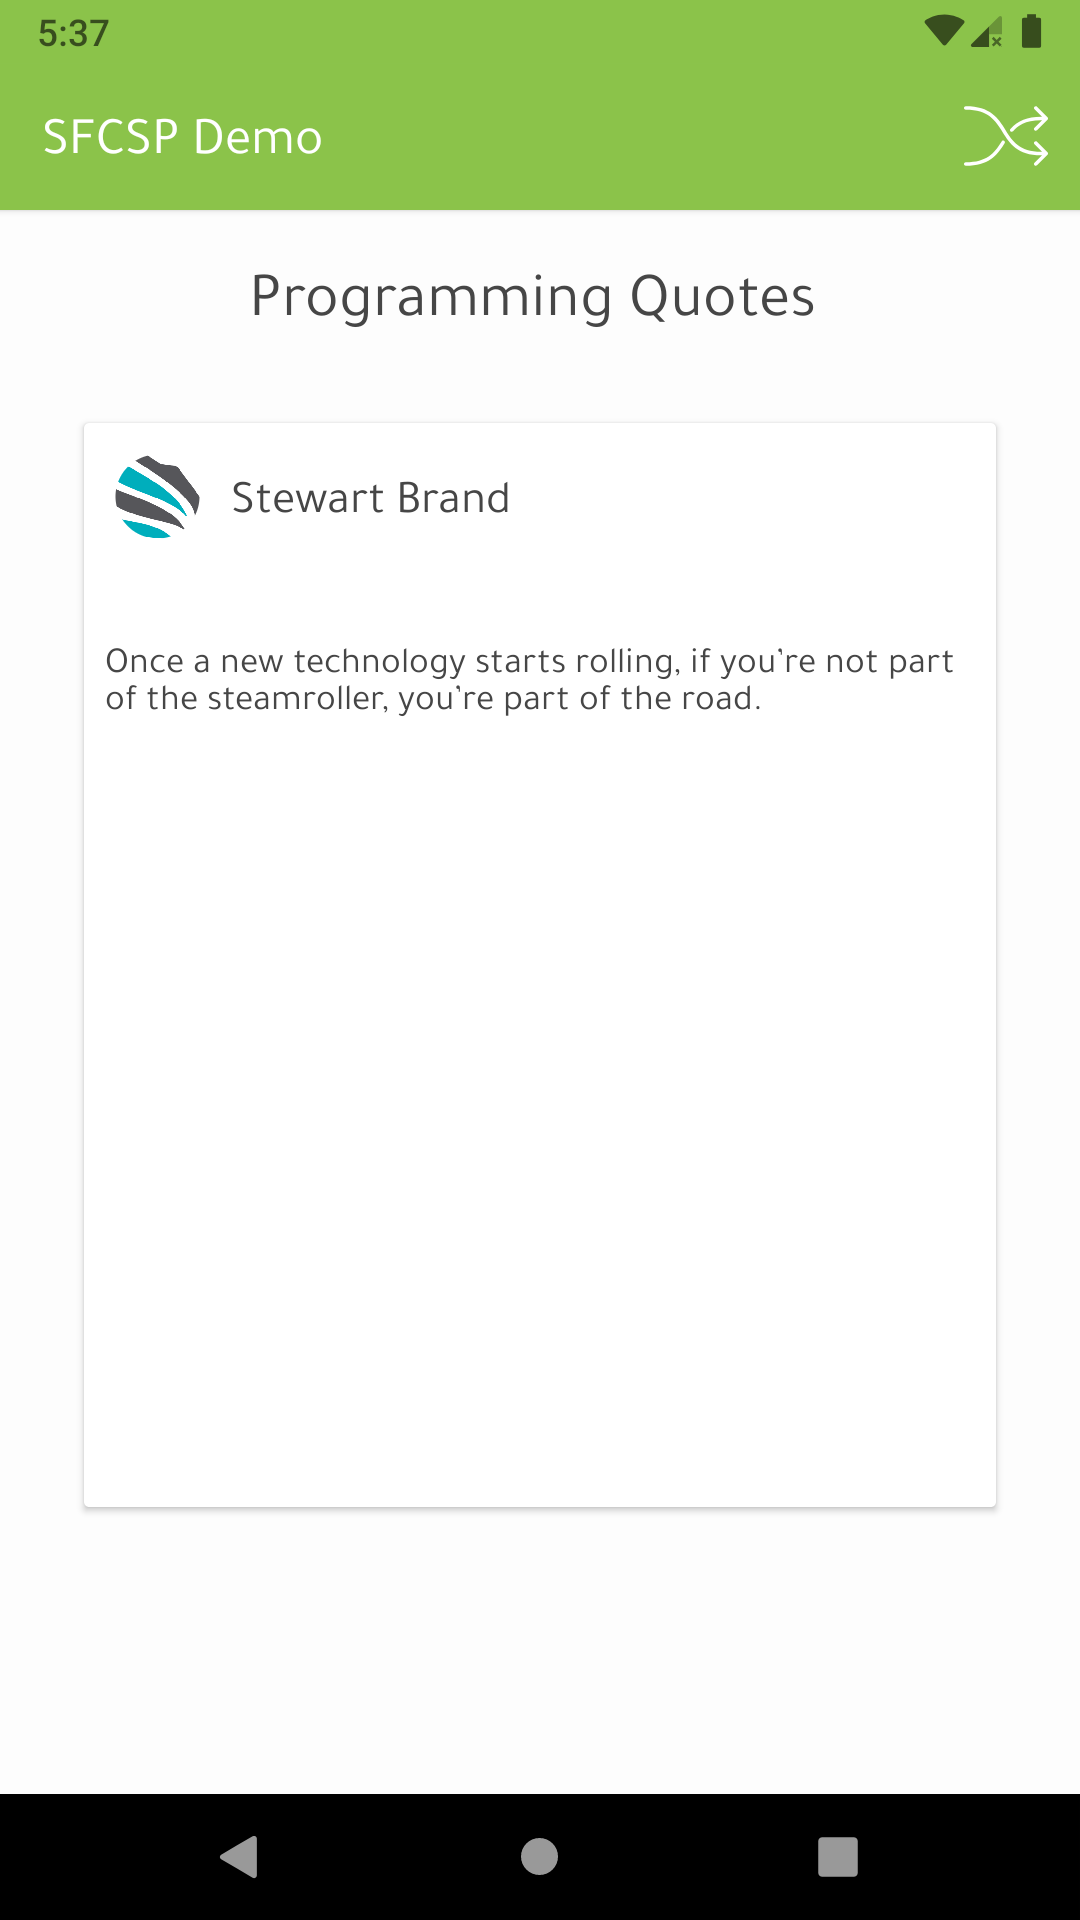 5:37
SFCSP Demo
Programming Quotes
Stewart Brand
Once a new technology starts rolling, if you're not part
of the steamroller, you're part of the road.